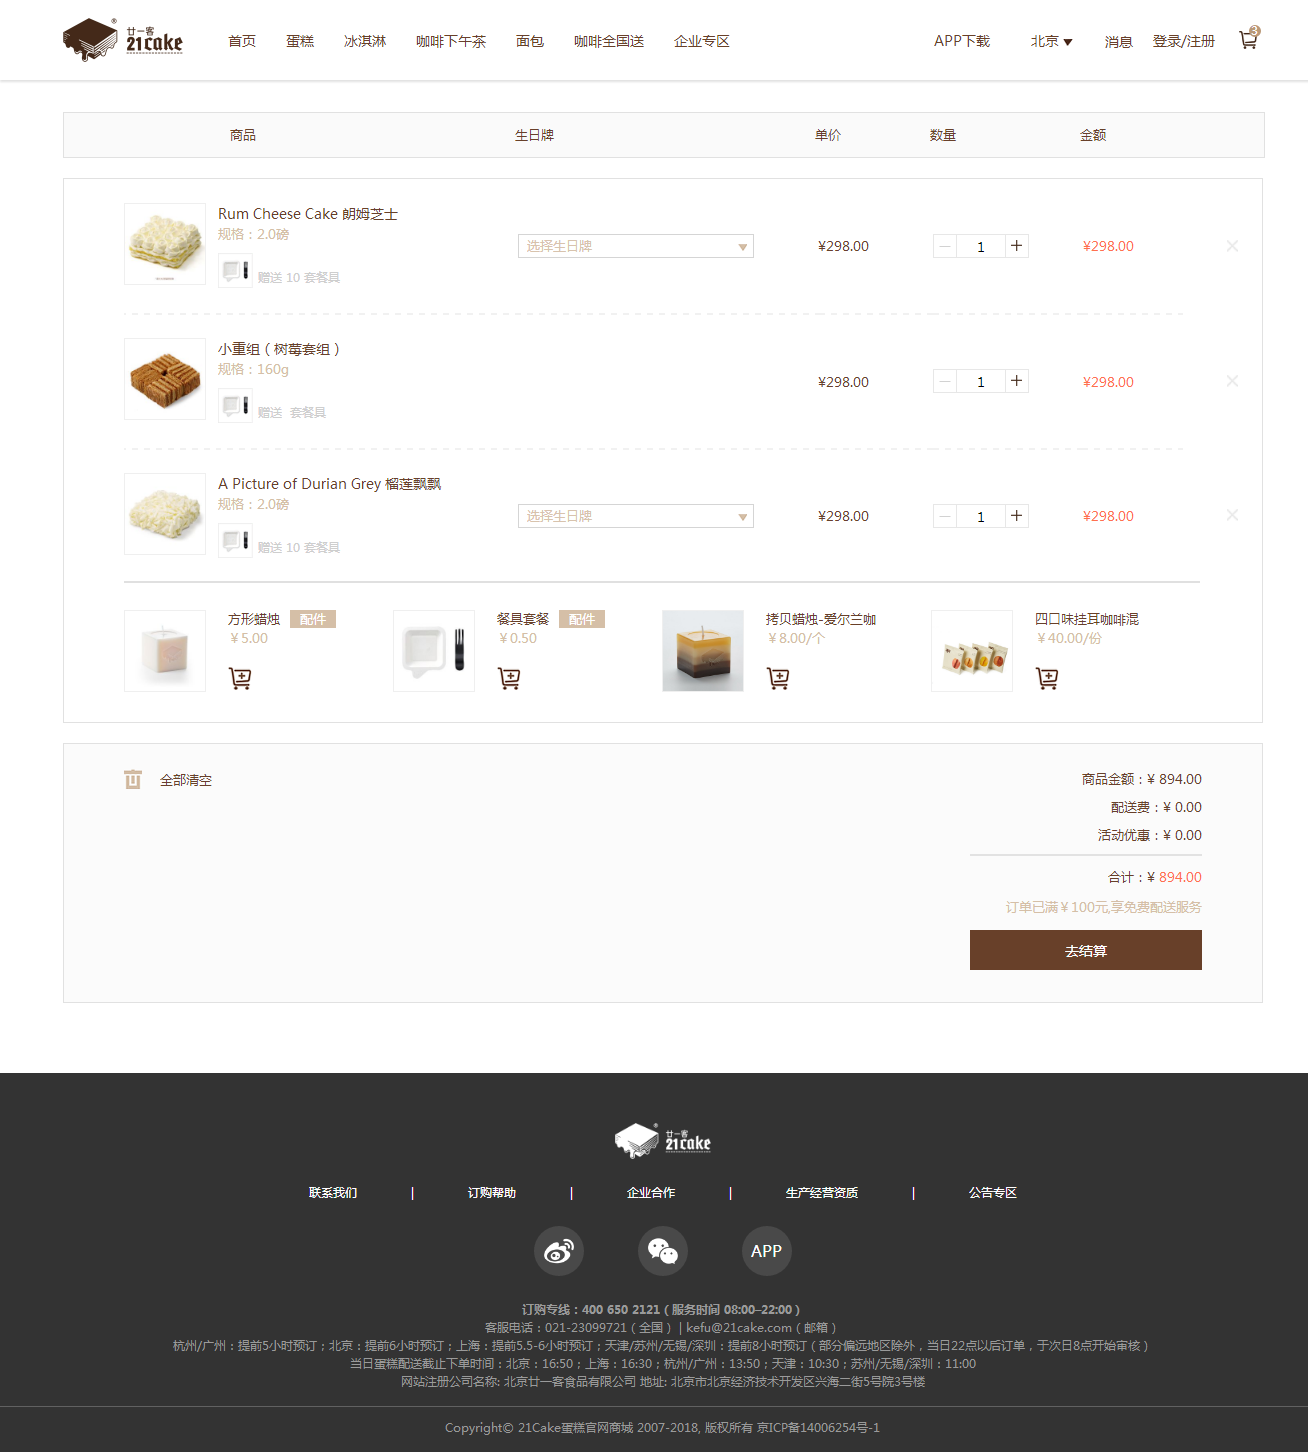 廿一客
21cake
首页 蛋糕 冰淇淋 咖啡下午茶 面包 咖啡全国送 企业专区 APP下载 北京 消息 登录/注册 3
商品 生日牌 单价 数量 金额
Rum Cheese Cake 朗姆芝士
规格：2.0磅
选择生日牌 ¥298.00 1 ¥298.00
赠送 10 套餐具
小重组（树莓套组）
规格：160g
¥298.00 1 ¥298.00
赠送 套餐具
A Picture of Durian Grey 榴莲飘飘
规格：2.0磅
选择生日牌 ¥298.00 1 ¥298.00
赠送 10 套餐具
方形蜡烛 配件 餐具套餐 配件 拷贝蜡烛-爱尔兰咖 四口味挂耳咖啡混
￥5.00 ￥0.50 ￥8.00/个 ￥40.00/份
全部清空
商品金额：¥ 894.00
配送费：¥ 0.00
活动优惠：¥ 0.00
合计：¥ 894.00
订单已满￥100元,享免费配送服务
去结算
廿一客
21cake
联系我们 | 订购帮助 | 企业合作 | 生产经营资质 | 公告专区
APP
订购专线：400 650 2121（服务时间 08:00–22:00）
客服电话：021-23099721（全国）| kefu@21cake.com（邮箱）
杭州/广州：提前5小时预订；北京：提前6小时预订；上海：提前5.5-6小时预订；天津/苏州/无锡/深圳：提前8小时预订（部分偏远地区除外，当日22点以后订单，于次日8点开始审核）
当日蛋糕配送截止下单时间：北京：16:50；上海：16:30；杭州/广州：13:50；天津：10:30；苏州/无锡/深圳：11:00
网站注册公司名称: 北京廿一客食品有限公司 地址: 北京市北京经济技术开发区兴海二街5号院3号楼
Copyright© 21Cake蛋糕官网商城 2007-2018, 版权所有 京ICP备14006254号-1